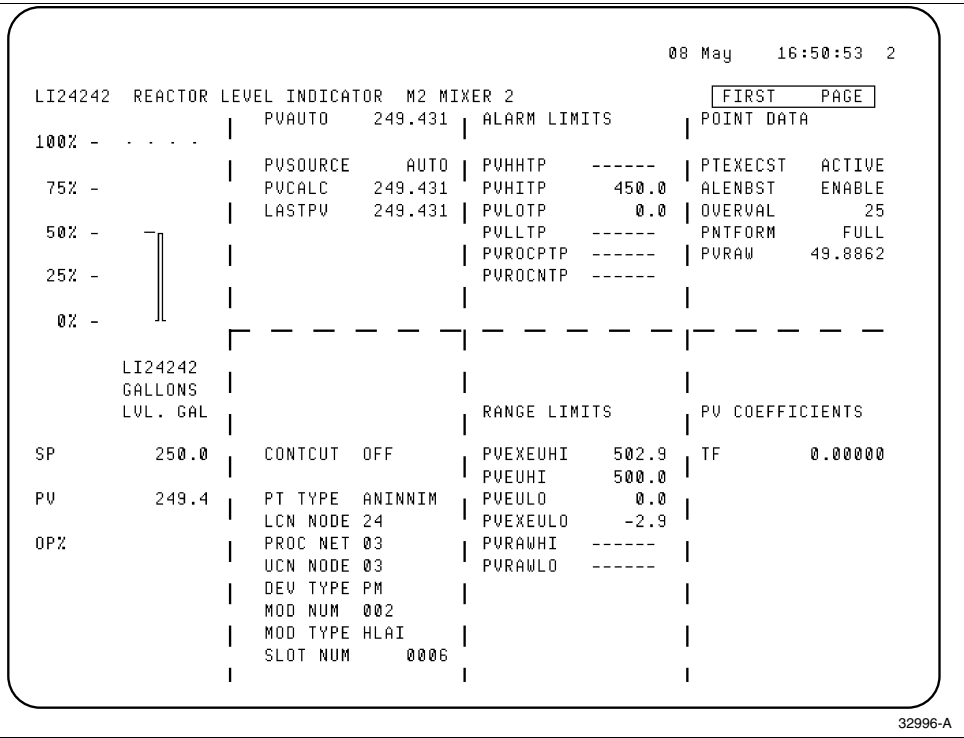 08 May 16:50:53 2
LI24242 REACTOR LEVEL INDICATOR M2 MIXER 2 FIRST PAGE
PVAUTO 249.431 ALARM LIMITS POINT DATA
100% - . . . .
PVSOURCE AUTO PVHHTP ------ PTEXECST ACTIVE
75% - PVCALC 249.431 PVHITP 450.0 ALENBST ENABLE
LASTPV 249.431 PVLOTP 0.0 OVERVAL 25
50% - PVLLTP ------ PNTFORM FULL
PVROCPTP ------ PVRAW 49.8862
25% - PVROCNTP ------
0% -
LI24242
GALLONS
LVL. GAL RANGE LIMITS PV COEFFICIENTS
SP 250.0 CONTCUT OFF PVEXEUHI 502.9 TF 0.00000
PVEUHI 500.0
PV 249.4 PT TYPE ANINNIM PVEULO 0.0
LCN NODE 24 PVEXEULO -2.9
OP% PROC NET 03 PVRAWHI ------
UCN NODE 03 PVRAWLO ------
DEV TYPE PM
MOD NUM 002
MOD TYPE HLAI
SLOT NUM 0006
32996-A